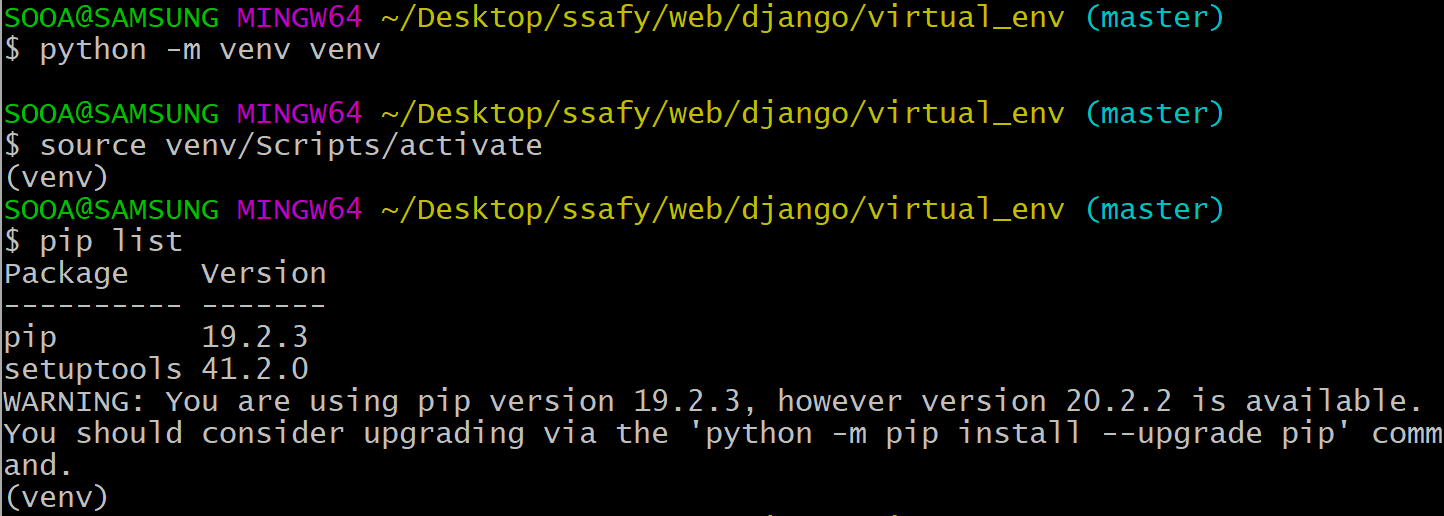 SOOA@SAMSUNG MINGW64 ~/Desktop/ssafy/web/django/virtual_env (master)
$ python -m venv venv
SOOA@SAMSUNG MINGW64 ~/Desktop/ssafy/web/django/virtual_env (master)
$ source venv/Scripts/activate
(venv)
SOOA@SAMSUNG MINGW64 ~/Desktop/ssafy/web/django/virtual_env (master)
$ pip list
Package    Version
---------- -------
pip        19.2.3
setuptools 41.2.0
WARNING: You are using pip version 19.2.3, however version 20.2.2 is available.
You should consider upgrading via the 'python -m pip install --upgrade pip' comm
and.
(venv)